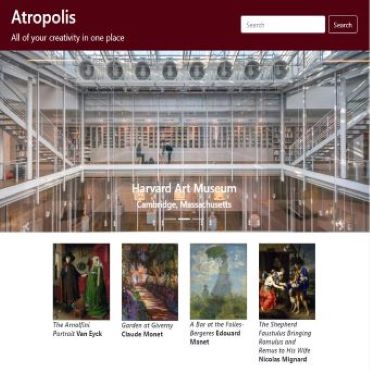 Atropolis
All of your creativity in one place
Search
Search
Harvard Art Museum
Cambridge, Massachusetts
The Arnolfini
Portrait Van Eyck
Garden at Giverny
Claude Monet
A Bar at the Folies-
Bergeres Edouard
Manet
The Shepherd
Faustulus Bringing
Romulus and
Remus to His Wife
Nicolas Mignard